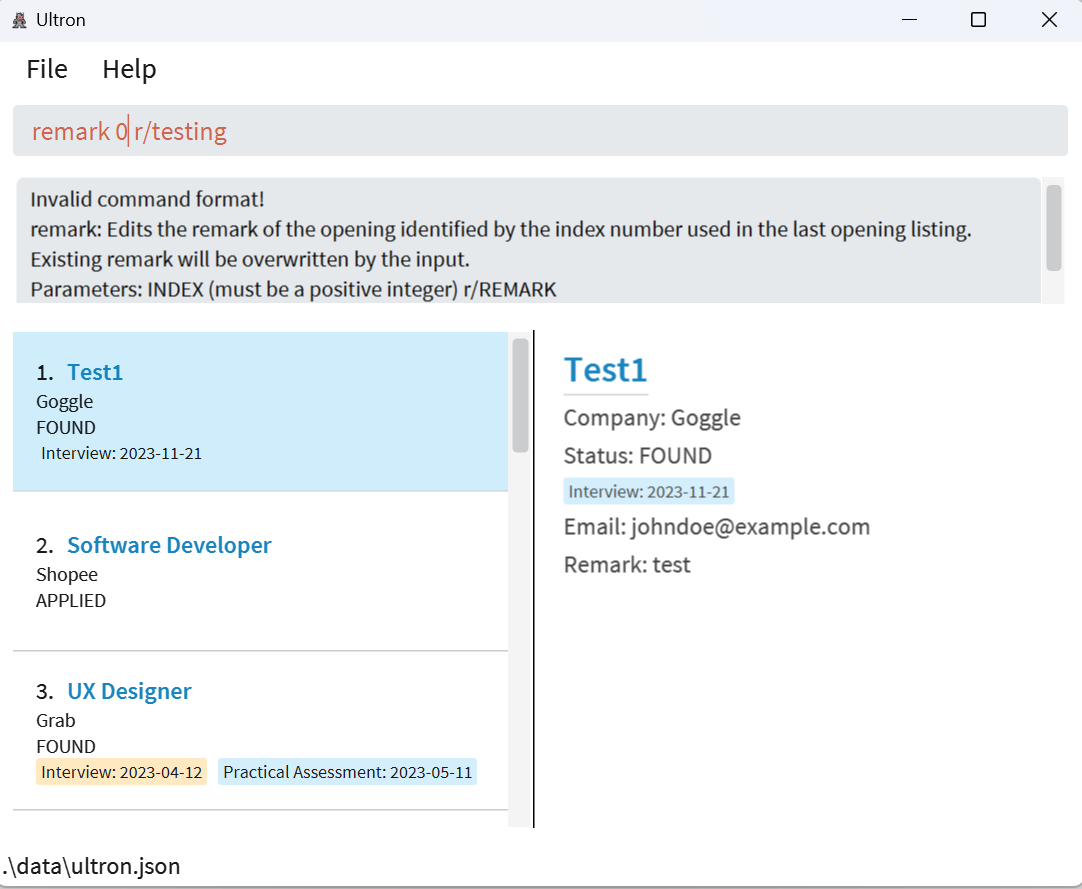 Ultron
File Help
remark 0 r/testing
Invalid command format!
remark: Edits the remark of the opening identified by the index number used in the last opening listing.
Existing remark will be overwritten by the input.
Parameters: INDEX (must be a positive integer) r/REMARK
1. Test1
Goggle
FOUND
Interview: 2023-11-21
2. Software Developer
Shopee
APPLIED
3. UX Designer
Grab
FOUND
Interview: 2023-04-12 Practical Assessment: 2023-05-11
Test1
Company: Goggle
Status: FOUND
Interview: 2023-11-21
Email: johndoe@example.com
Remark: test
.\data\ultron.json